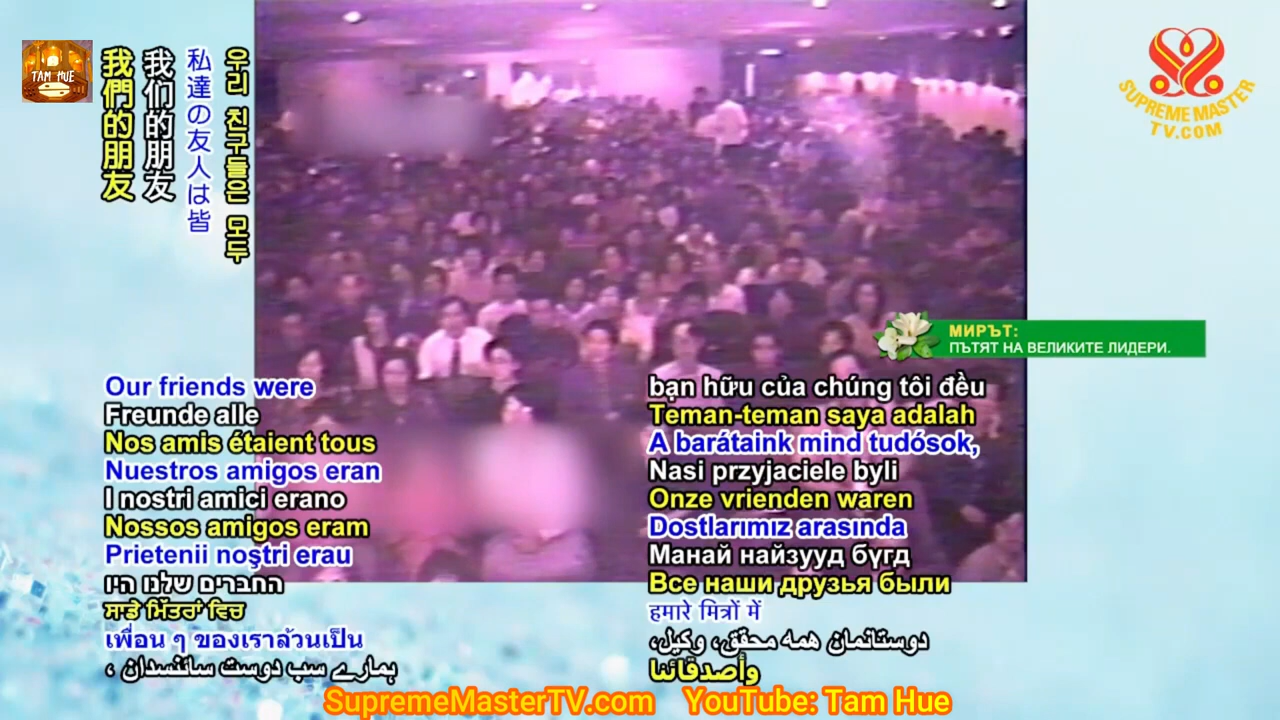 TAM HUE
我們的朋友
我们的朋友
私達の友人は皆
우리 친구들은 모두
SUPREME MASTER
TV.COM
МИРЪТ:
ПЪТЯТ НА ВЕЛИКИТЕ ЛИДЕРИ.
Our friends were
Freunde alle
Nos amis étaient tous
Nuestros amigos eran
I nostri amici erano
Nossos amigos eram
Prietenii noştri erau
החברים שלנו היו
ਸਾਡੇ ਮਿੱਤਰਾਂ ਵਿਚ
เพื่อน ๆ ของเราล้วนเป็น
ہمارے سب دوست سائنسدان ،
bạn hữu của chúng tôi đều
Teman-teman saya adalah
A barátaink mind tudósok,
Nasi przyjaciele byli
Onze vrienden waren
Dostlarımız arasında
Манай найзууд бүгд
Все наши друзья были
हमारे मित्रों में
دوستانمان همه محقق، وکیل،
وأصدقائنا
SupremeMasterTV.com YouTube: Tam Hue